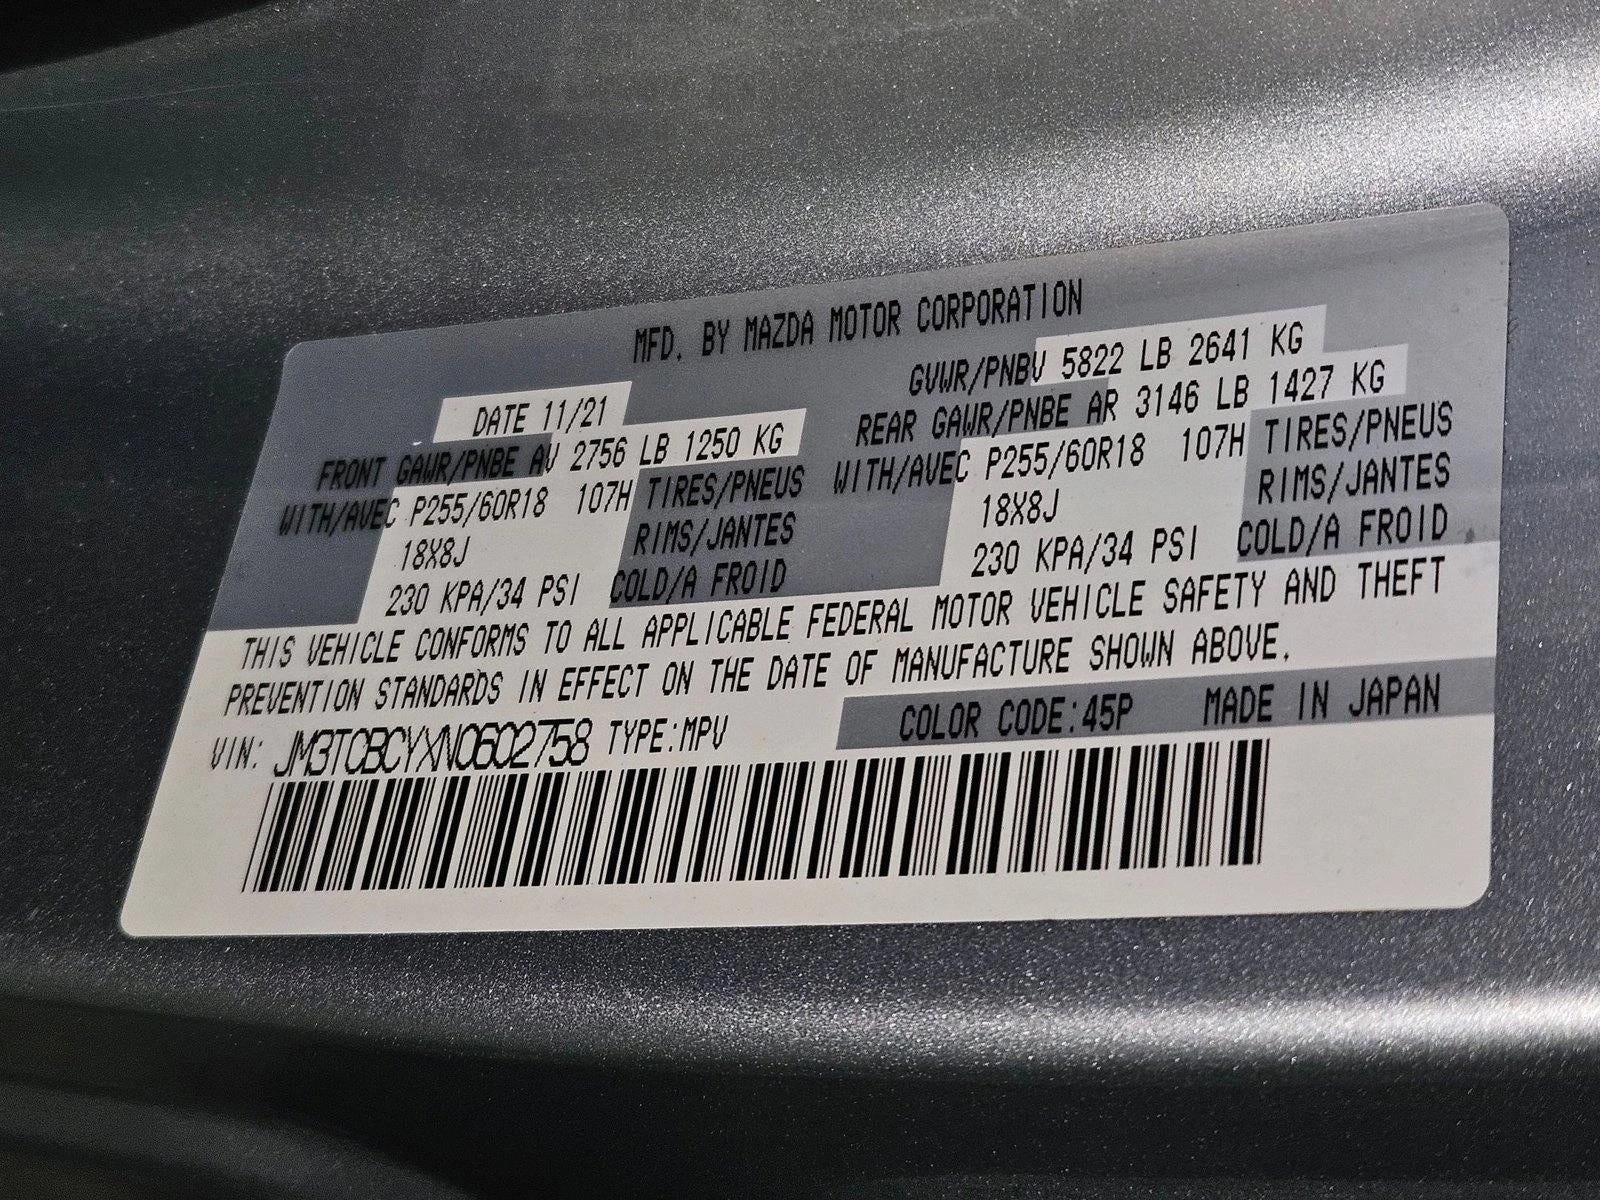 MFD. BY MAZDA MOTOR CORPORATION
DATE 11/21
GVWR/PNBV 5822 LB 2641 KG
FRONT GAWR/PNBE AV 2756 LB 1250 KG
REAR GAWR/PNBE AR 3146 LB 1427 KG
WITH/AVEC P255/60R18 107H TIRES/PNEUS
WITH/AVEC P255/60R18 107H TIRES/PNEUS
18X8J RIMS/JANTES
18X8J RIMS/JANTES
230 KPA/34 PSI COLD/A FROID
230 KPA/34 PSI COLD/A FROID
THIS VEHICLE CONFORMS TO ALL APPLICABLE FEDERAL MOTOR VEHICLE SAFETY AND THEFT
PREVENTION STANDARDS IN EFFECT ON THE DATE OF MANUFACTURE SHOWN ABOVE.
VIN: JM3TCBCYXN0602758 TYPE:MPV COLOR CODE:45P MADE IN JAPAN